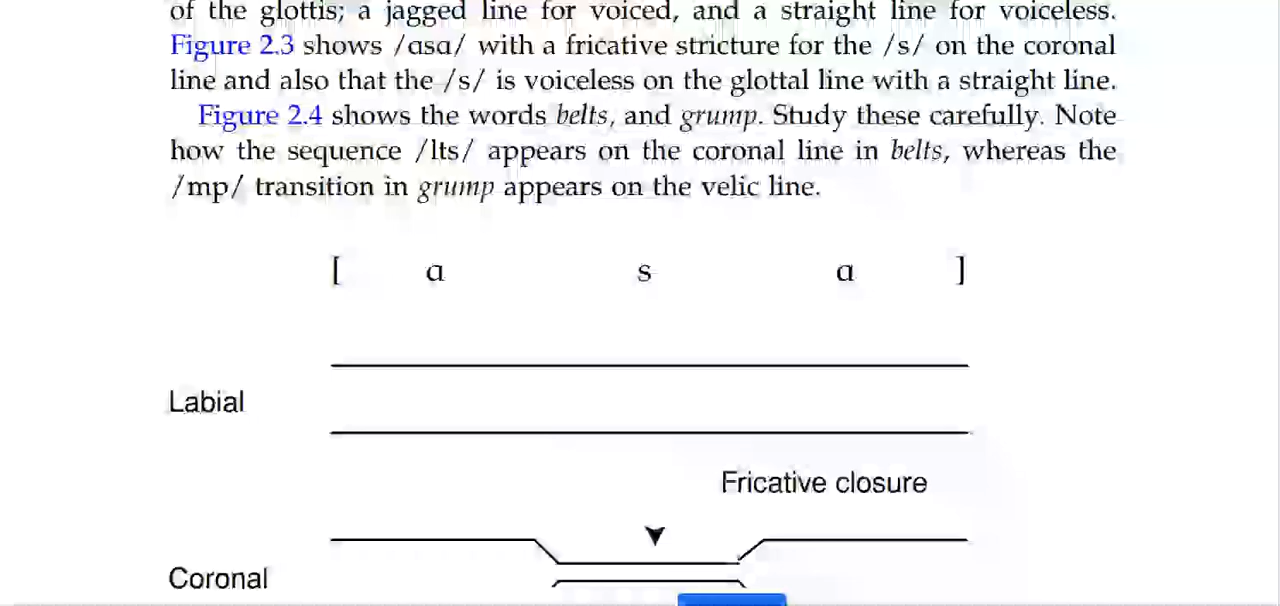 of the glottis; a jagged line for voiced, and a straight line for voiceless.
Figure 2.3 shows /ɑsɑ/ with a fricative stricture for the /s/ on the coronal
line and also that the /s/ is voiceless on the glottal line with a straight line.
Figure 2.4 shows the words belts, and grump. Study these carefully. Note
how the sequence /lts/ appears on the coronal line in belts, whereas the
/mp/ transition in grump appears on the velic line.
[ ɑ s ɑ ]
Labial
Fricative closure
Coronal